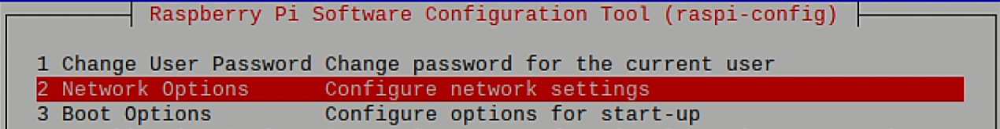 Raspberry Pi Software Configuration Tool (raspi-config)
1 Change User Password Change password for the current user
2 Network Options Configure network settings
3 Boot Options Configure options for start-up